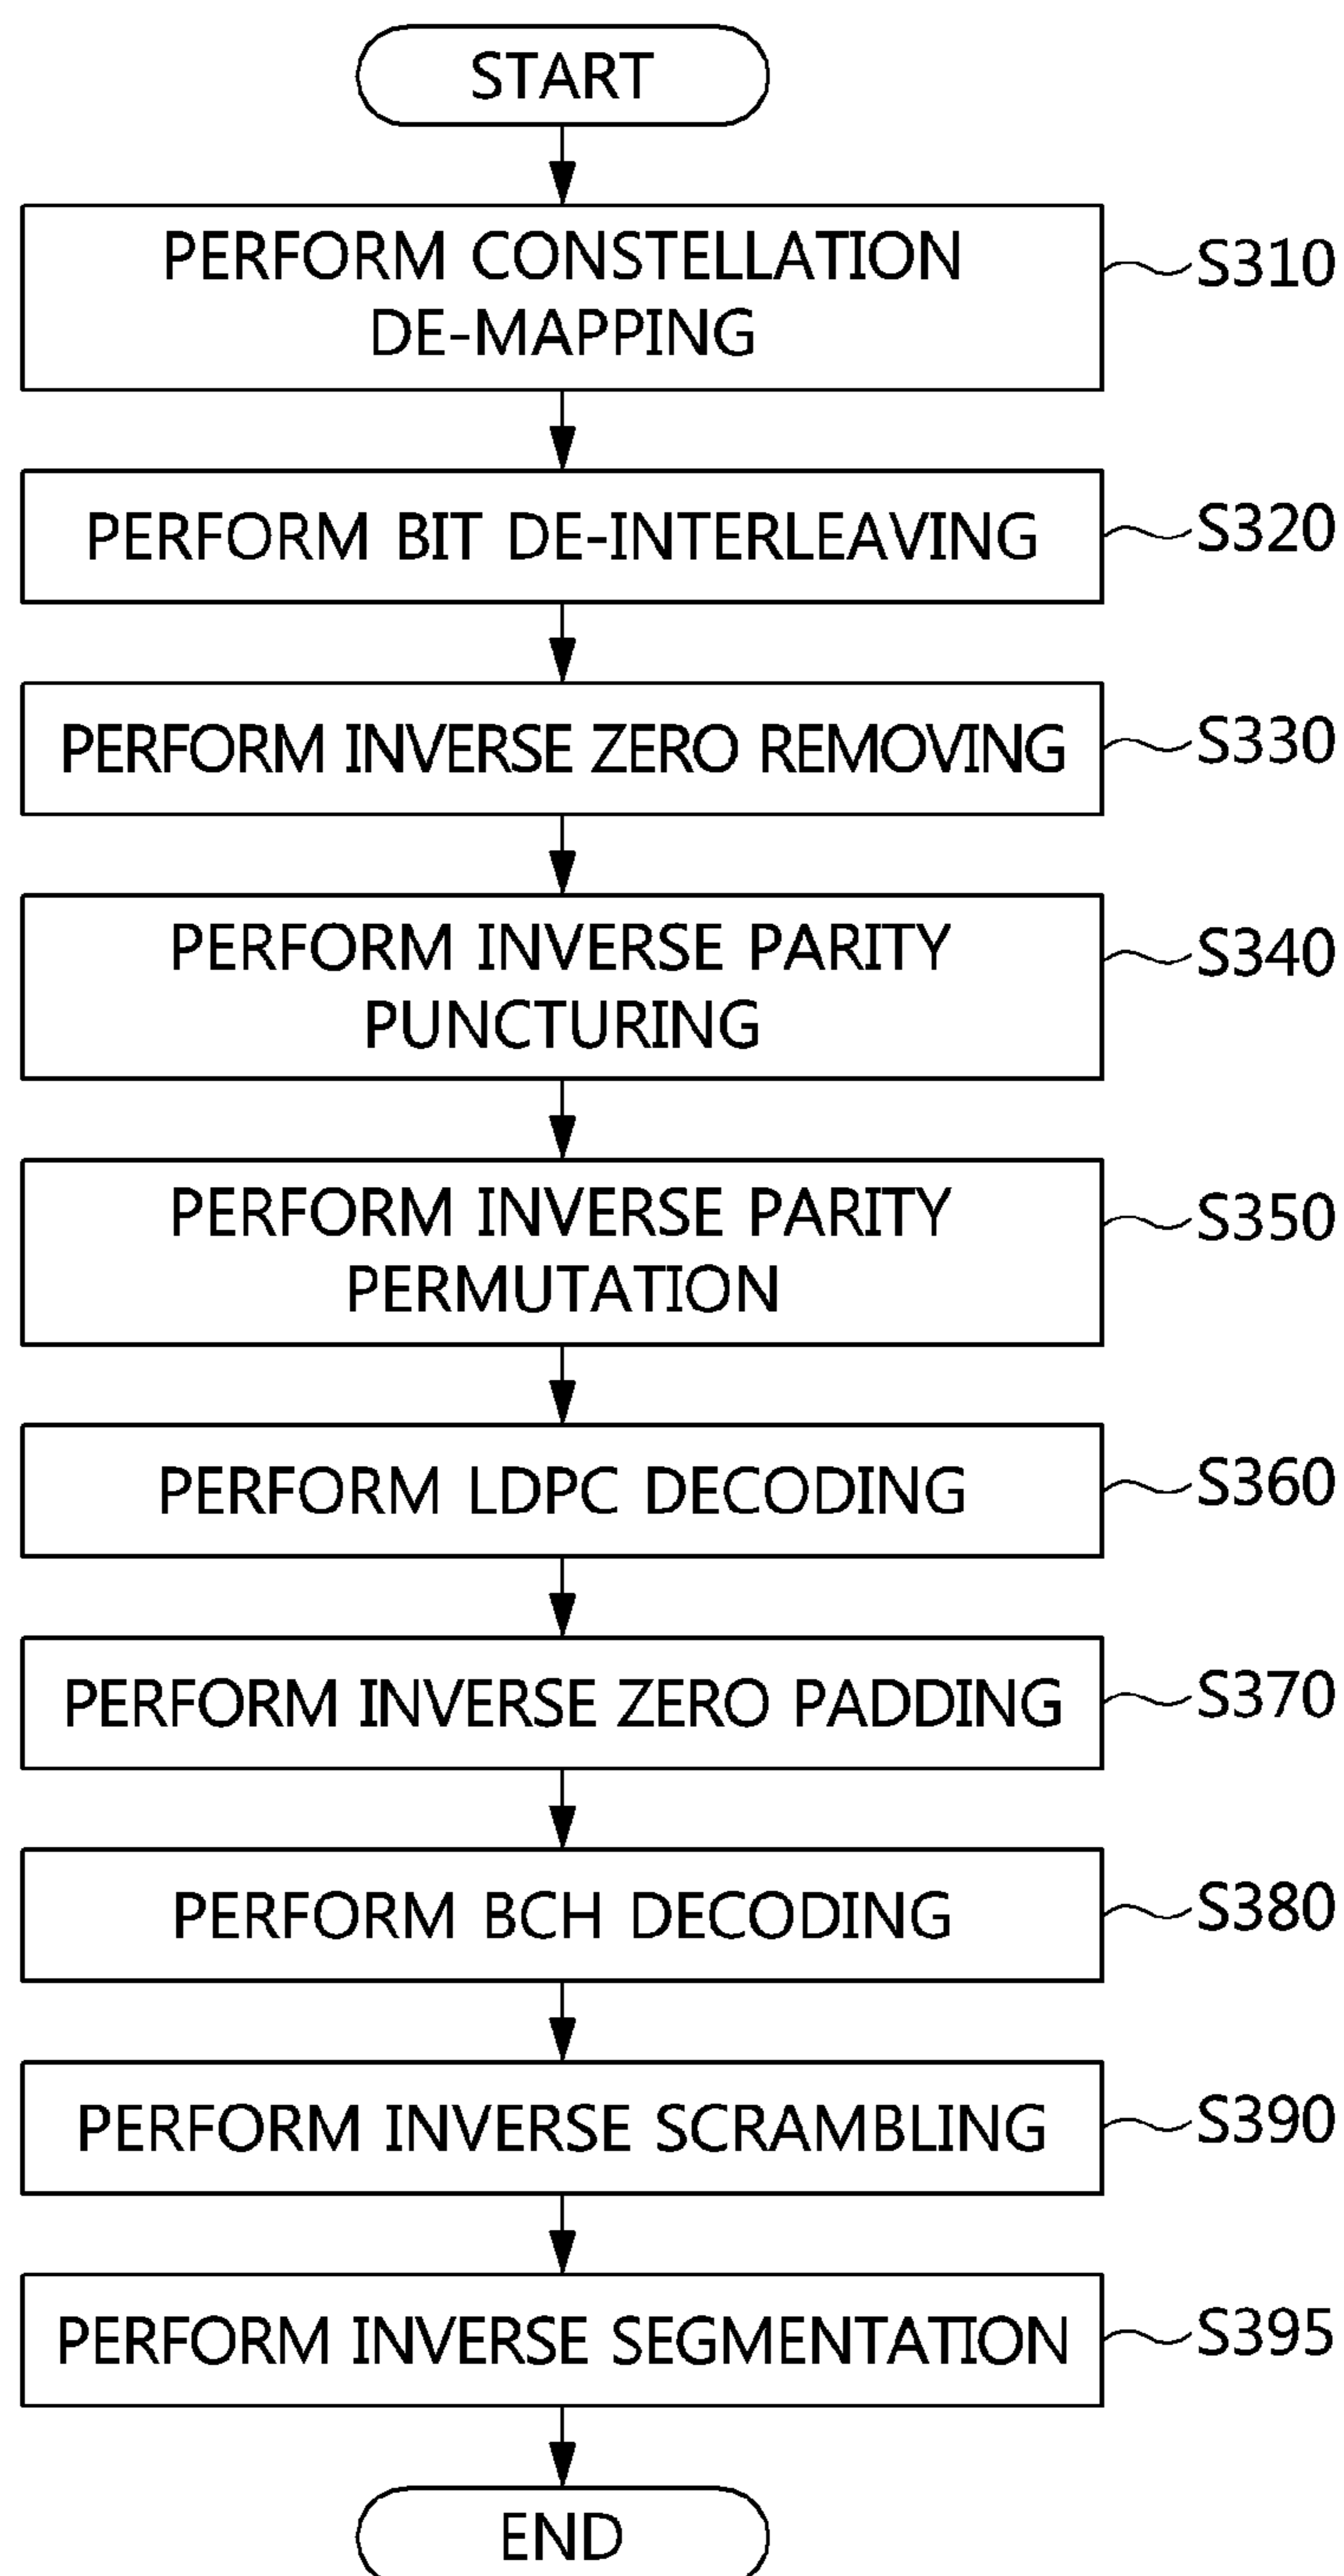 START
PERFORM CONSTELLATION
DE-MAPPING
S310
PERFORM BIT DE-INTERLEAVING
S320
PERFORM INVERSE ZERO REMOVING
S330
PERFORM INVERSE PARITY
PUNCTURING
S340
PERFORM INVERSE PARITY
PERMUTATION
S350
PERFORM LDPC DECODING
S360
PERFORM INVERSE ZERO PADDING
S370
PERFORM BCH DECODING
S380
PERFORM INVERSE SCRAMBLING
S390
PERFORM INVERSE SEGMENTATION
S395
END